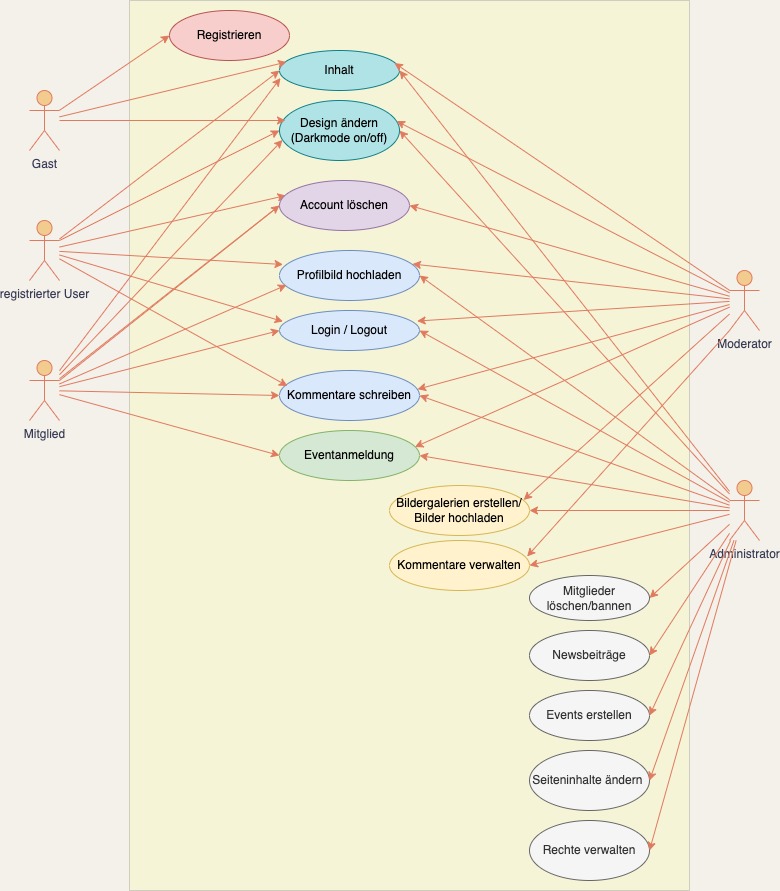 Registrieren
Inhalt
Design ändern
(Darkmode on/off)
Gast
Account löschen
registrierter User
Profilbild hochladen
Login / Logout
Moderator
Kommentare schreiben
Mitglied
Eventanmeldung
Bildergalerien erstellen/
Bilder hochladen
Administrator
Kommentare verwalten
Mitglieder
löschen/bannen
Newsbeiträge
Events erstellen
Seiteninhalte ändern
Rechte verwalten